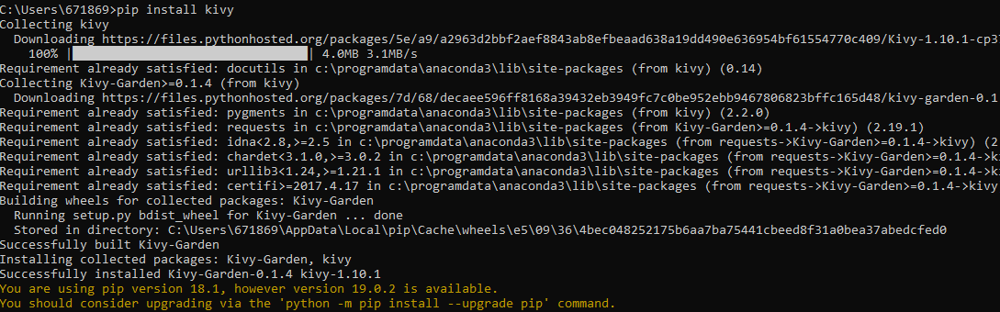 C:\Users\671869>pip install kivy
Collecting kivy
Downloading https://files.pythonhosted.org/packages/5e/a9/a2963d2bbf2aef8843ab8efbeaad638a19dd490e636954bf61554770c409/Kivy-1.10.1-cp37
100% | | 4.0MB 3.1MB/s
Requirement already satisfied: docutils in c:\programdata\anaconda3\lib\site-packages (from kivy) (0.14)
Collecting Kivy-Garden>=0.1.4 (from kivy)
Downloading https://files.pythonhosted.org/packages/7d/68/decaee596ff8168a39432eb3949fc7c0be952ebb9467806823bffc165d48/kivy-garden-0.1
Requirement already satisfied: pygments in c:\programdata\anaconda3\lib\site-packages (from kivy) (2.2.0)
Requirement already satisfied: requests in c:\programdata\anaconda3\lib\site-packages (from Kivy-Garden>=0.1.4->kivy) (2.19.1)
Requirement already satisfied: idna<2.8,>=2.5 in c:\programdata\anaconda3\lib\site-packages (from requests->Kivy-Garden>=0.1.4->kivy) (2
Requirement already satisfied: chardet<3.1.0,>=3.0.2 in c:\programdata\anaconda3\lib\site-packages (from requests->Kivy-Garden>=0.1.4->k
Requirement already satisfied: urllib3<1.24,>=1.21.1 in c:\programdata\anaconda3\lib\site-packages (from requests->Kivy-Garden>=0.1.4->k
Requirement already satisfied: certifi>=2017.4.17 in c:\programdata\anaconda3\lib\site-packages (from requests->Kivy-Garden>=0.1.4->kivy
Building wheels for collected packages: Kivy-Garden
Running setup.py bdist_wheel for Kivy-Garden ... done
Stored in directory: C:\Users\671869\AppData\Local\pip\Cache\wheels\e5\09\36\4bec048252175b6aa7ba75441cbeed8f31a0bea37abedcfed0
Successfully built Kivy-Garden
Installing collected packages: Kivy-Garden, kivy
Successfully installed Kivy-Garden-0.1.4 kivy-1.10.1
You are using pip version 18.1, however version 19.0.2 is available.
You should consider upgrading via the 'python -m pip install --upgrade pip' command.